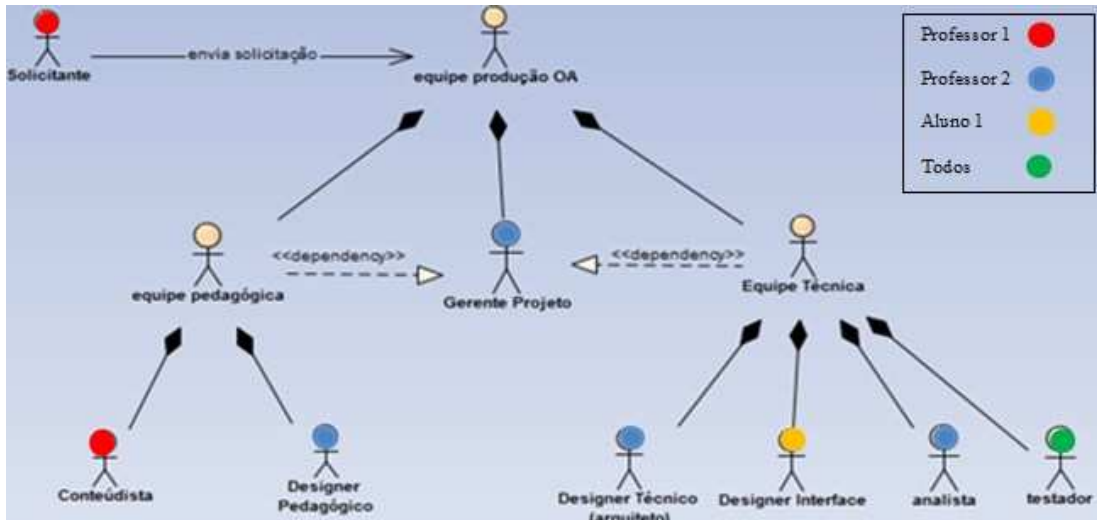 Solicitante
envia solicitação
equipe produção OA
Professor 1
Professor 2
Aluno 1
Todos
equipe pedagógica
<<dependency>>
Gerente Projeto
<<dependency>>
Equipe Técnica
Conteúdista
Designer
Pedagógico
Designer Técnico
(arquiteto)
Designer Interface
analista
testador